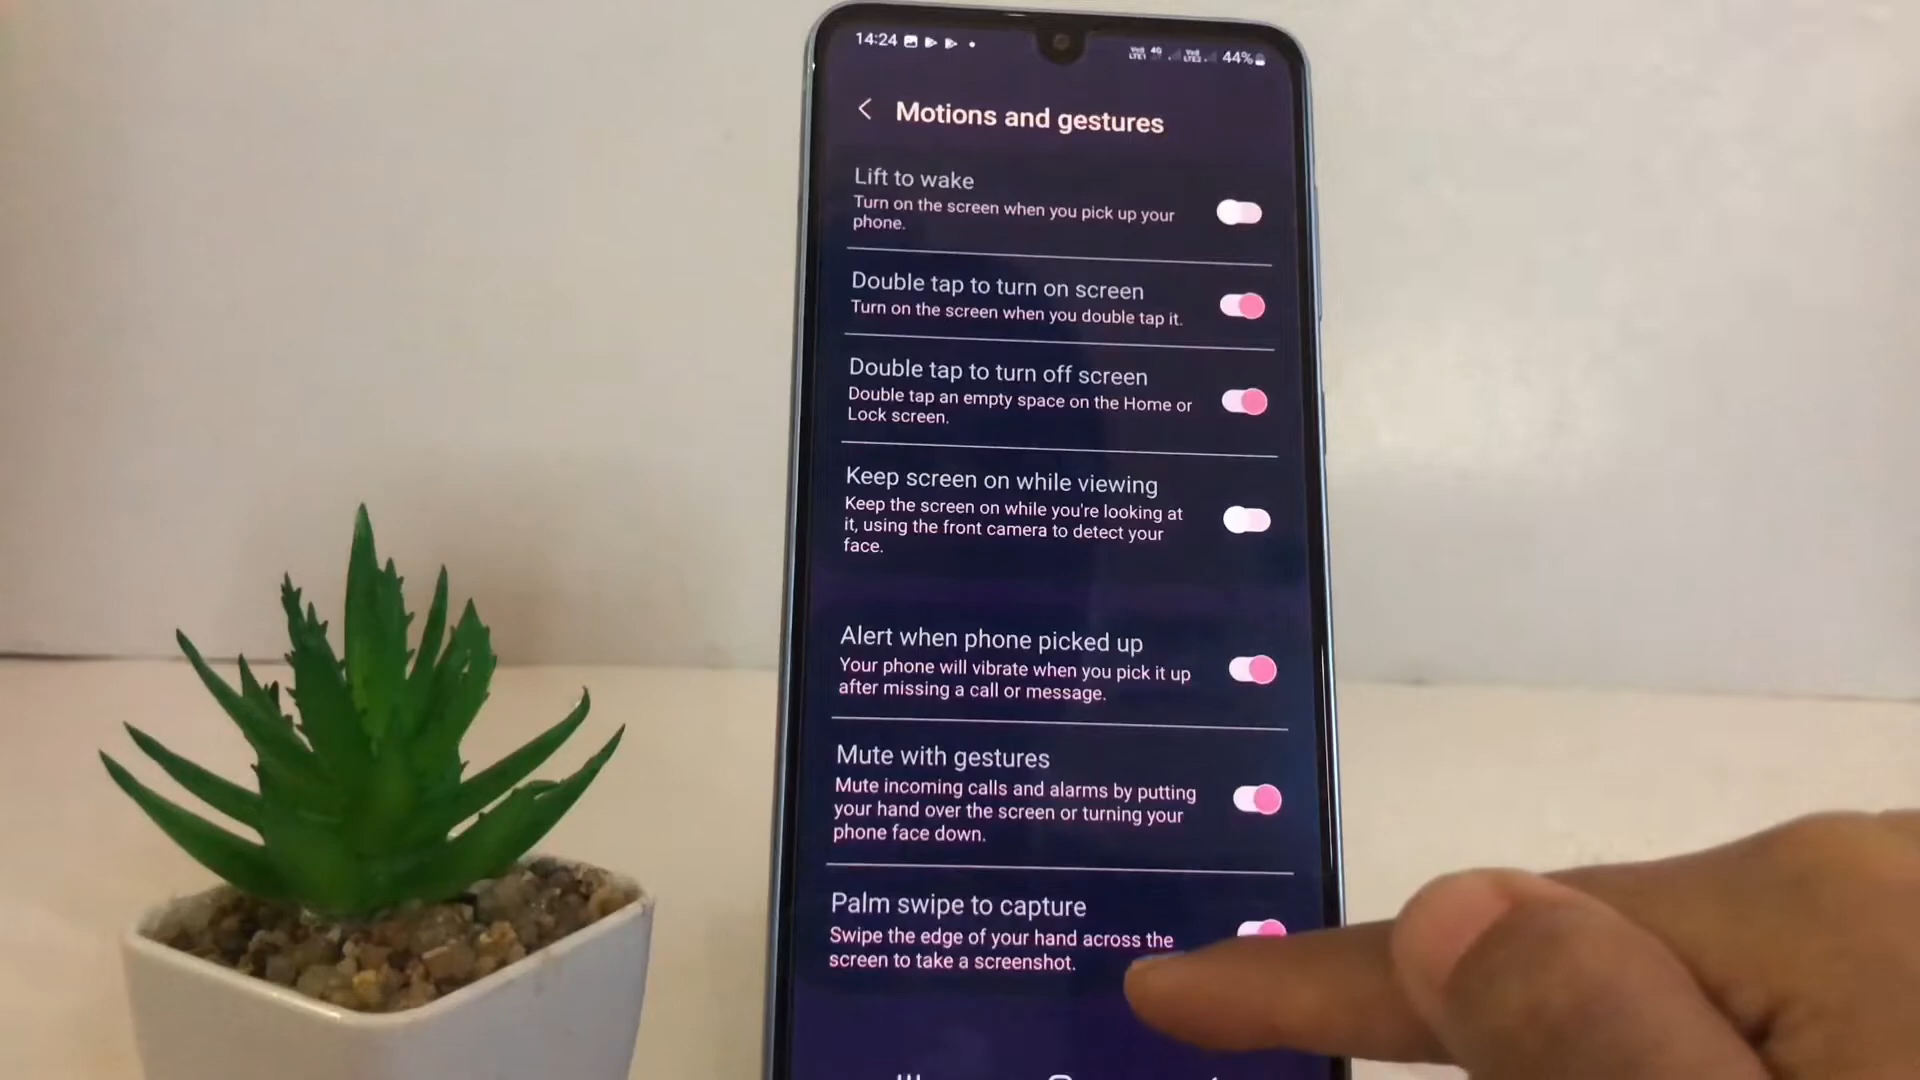 14:24
Vo) LTE1 4G Vo) LTE2 44%
Motions and gestures
Lift to wake
Turn on the screen when you pick up your
phone.
Double tap to turn on screen
Turn on the screen when you double tap it.
Double tap to turn off screen
Double tap an empty space on the Home or
Lock screen.
Keep screen on while viewing
Keep the screen on while you're looking at
it, using the front camera to detect your
face.
Alert when phone picked up
Your phone will vibrate when you pick it up
after missing a call or message.
Mute with gestures
Mute incoming calls and alarms by putting
your hand over the screen or turning your
phone face down.
Palm swipe to capture
Swipe the edge of your hand across the
screen to take a screenshot.